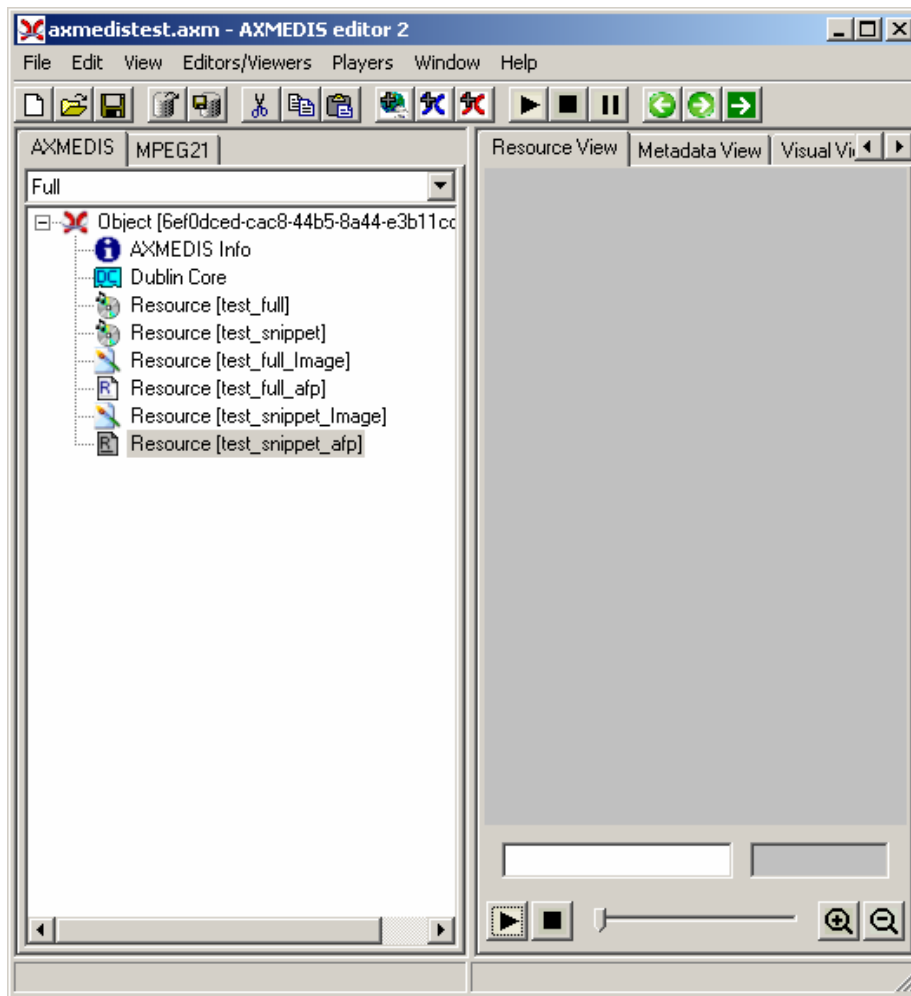 axmedistest.axm - AXMEDIS editor 2
File Edit View Editors/Viewers Players Window Help
AXMEDIS MPEG21
Resource View Metadata View Visual
Full
Object [6ef0dced-cac8-44b5-8a44-e3b11cc
AXMEDIS Info
DC Dublin Core
Resource [test_full]
Resource [test_snippet]
Resource [test_full_Image]
R Resource [test_full_afp]
Resource [test_snippet_Image]
R Resource [test_snippet_afp]